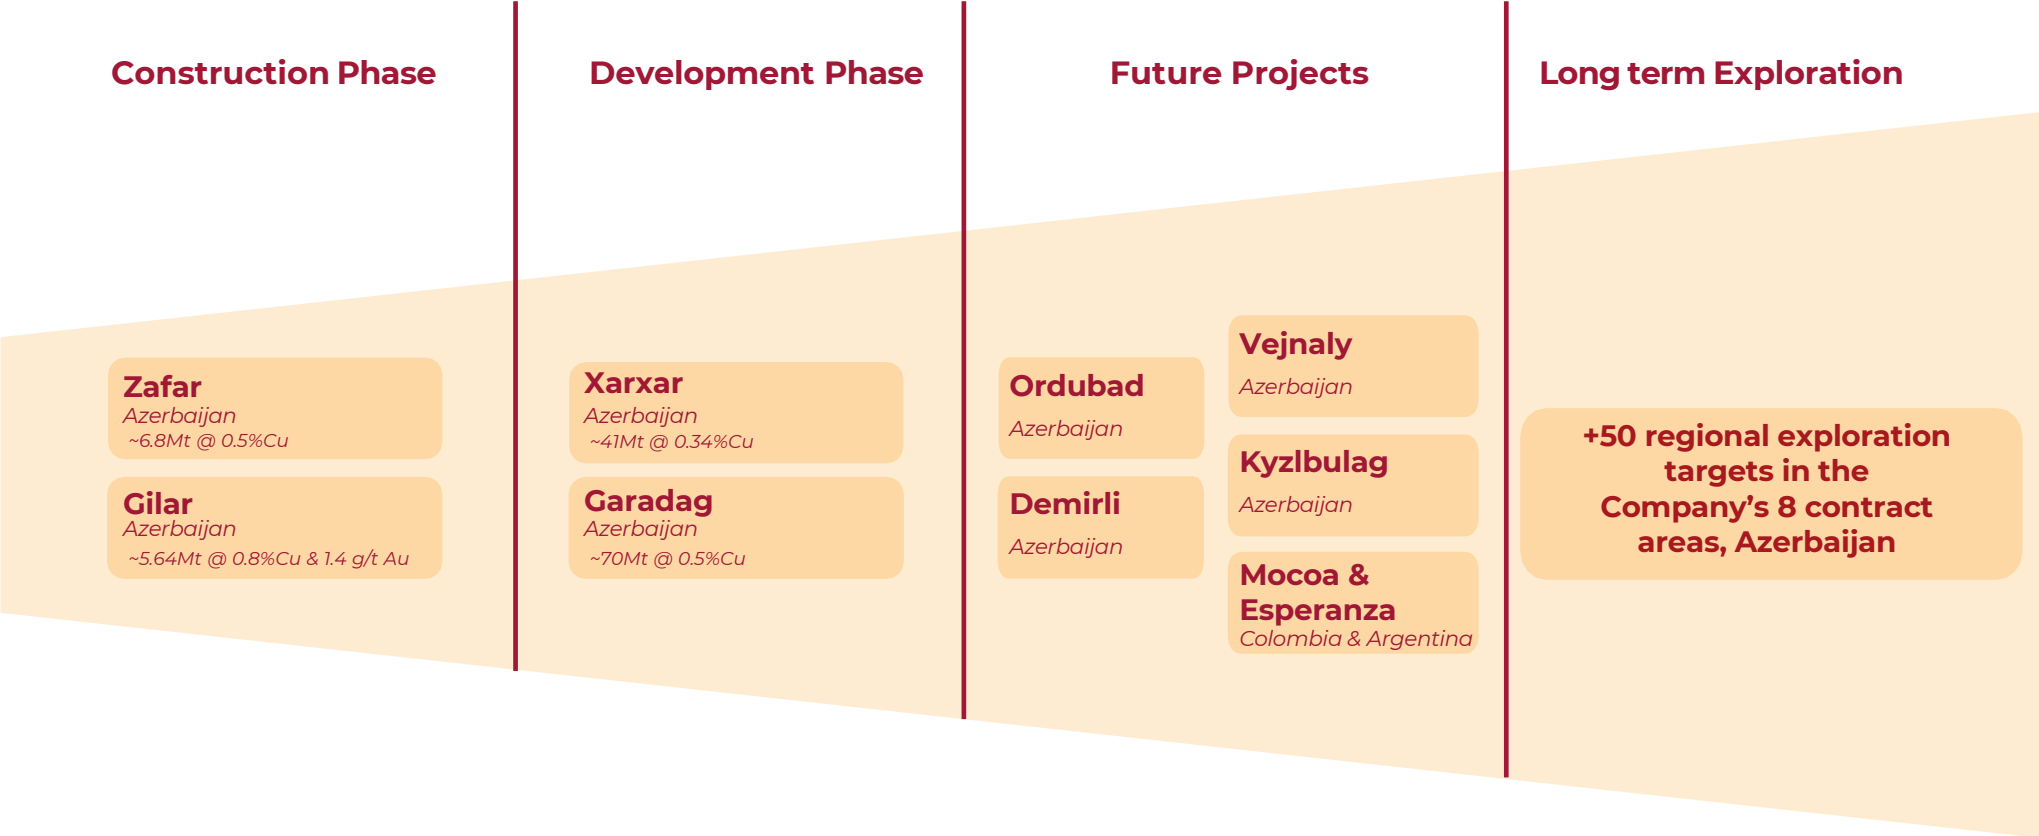 Construction Phase
Development Phase
Future Projects
Long term Exploration
Zafar
Azerbaijan
~6.8Mt @ 0.5%Cu
Gilar
Azerbaijan
~5.64Mt @ 0.8%Cu & 1.4 g/t Au
Xarxar
Azerbaijan
~41Mt @ 0.34%Cu
Garadag
Azerbaijan
~70Mt @ 0.5%Cu
Ordubad
Azerbaijan
Demirli
Azerbaijan
Vejnaly
Azerbaijan
Kyzlbulag
Azerbaijan
Mocoa &
Esperanza
Colombia & Argentina
+50 regional exploration
targets in the
Company’s 8 contract
areas, Azerbaijan